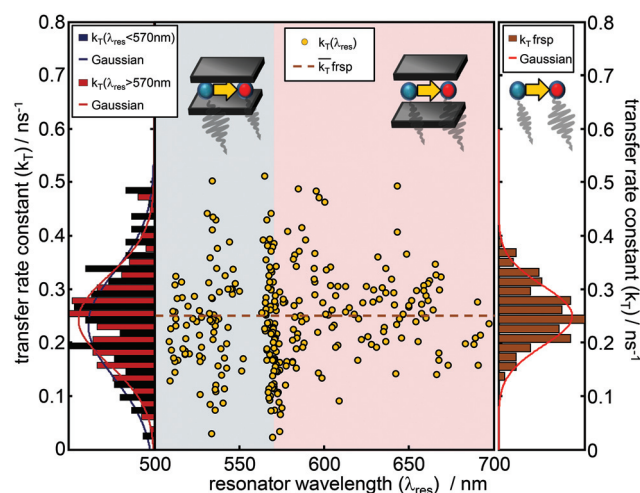 kT(λres<570nm)
Gaussian
kT(λres>570nm)
Gaussian
kT(λres)
kT frsp
kT frsp
Gaussian
transfer rate constant (kT) / ns-1
0.8
0.7
0.6
0.5
0.4
0.3
0.2
0.1
0
500
550
600
650
700
resonator wavelength (λres) / nm
0.8
0.7
0.6
0.5
0.4
0.3
0.2
0.1
0
transfer rate constant (kT) / ns-1